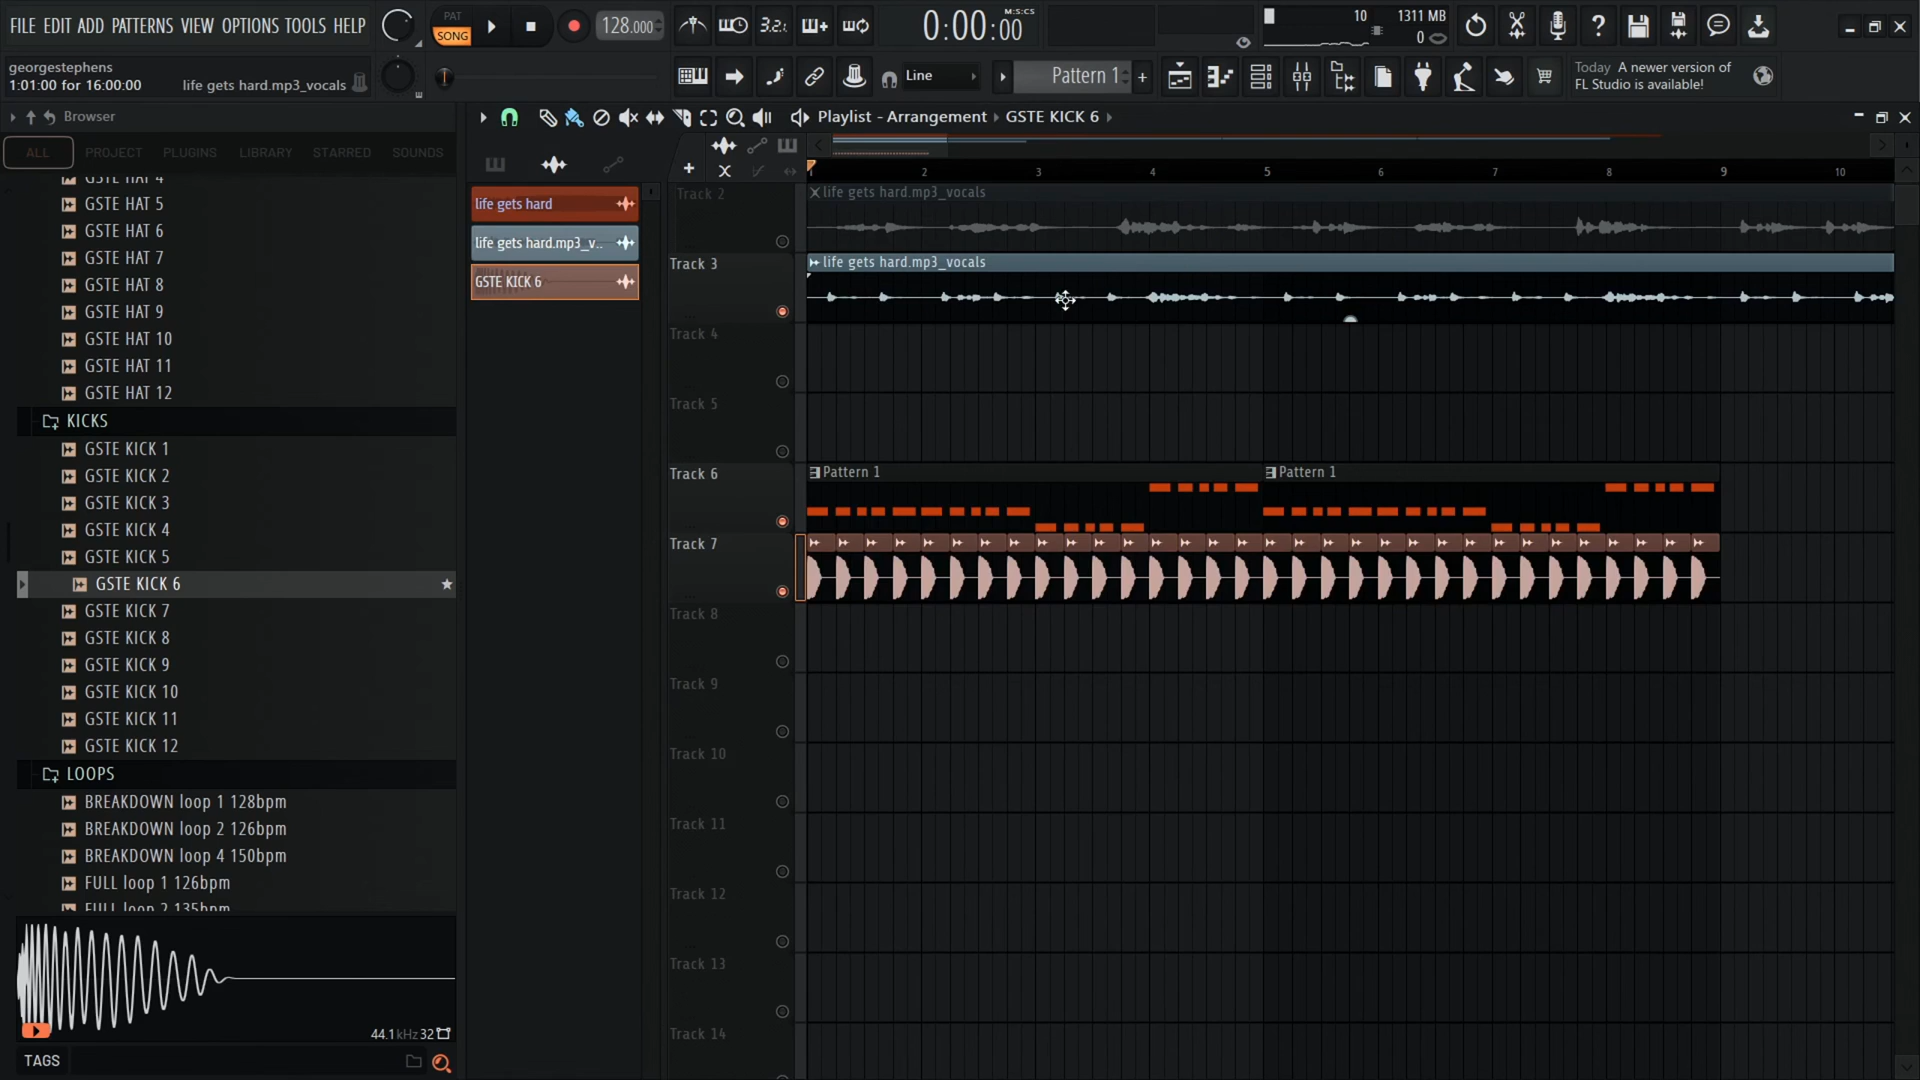 FILE EDIT ADD PATTERNS VIEW OPTIONS TOOLS HELP
PAT
SONG
128.000
3.2.
0:00:00
M:S:CS
10
1311 MB
0
georgestephens
1:01:00 for 16:00:00
life gets hard.mp3_vocals
Line
Pattern 1
Today A newer version of
FL Studio is available!
Browser
Playlist - Arrangement › GSTE KICK 6
ALL PROJECT PLUGINS LIBRARY STARRED SOUNDS
GSTE HAT 4
GSTE HAT 5
GSTE HAT 6
GSTE HAT 7
GSTE HAT 8
GSTE HAT 9
GSTE HAT 10
GSTE HAT 11
GSTE HAT 12
KICKS
GSTE KICK 1
GSTE KICK 2
GSTE KICK 3
GSTE KICK 4
GSTE KICK 5
GSTE KICK 6
GSTE KICK 7
GSTE KICK 8
GSTE KICK 9
GSTE KICK 10
GSTE KICK 11
GSTE KICK 12
LOOPS
BREAKDOWN loop 1 128bpm
BREAKDOWN loop 2 126bpm
BREAKDOWN loop 4 150bpm
FULL loop 1 126bpm
FULL loop 2 135bpm
44.1kHz 32
TAGS
life gets hard
life gets hard.mp3_v..
GSTE KICK 6
1 2 3 4 5 6 7 8 9 10
Track 2
life gets hard.mp3_vocals
Track 3
life gets hard.mp3_vocals
Track 4
Track 5
Track 6
Pattern 1
Pattern 1
Track 7
Track 8
Track 9
Track 10
Track 11
Track 12
Track 13
Track 14